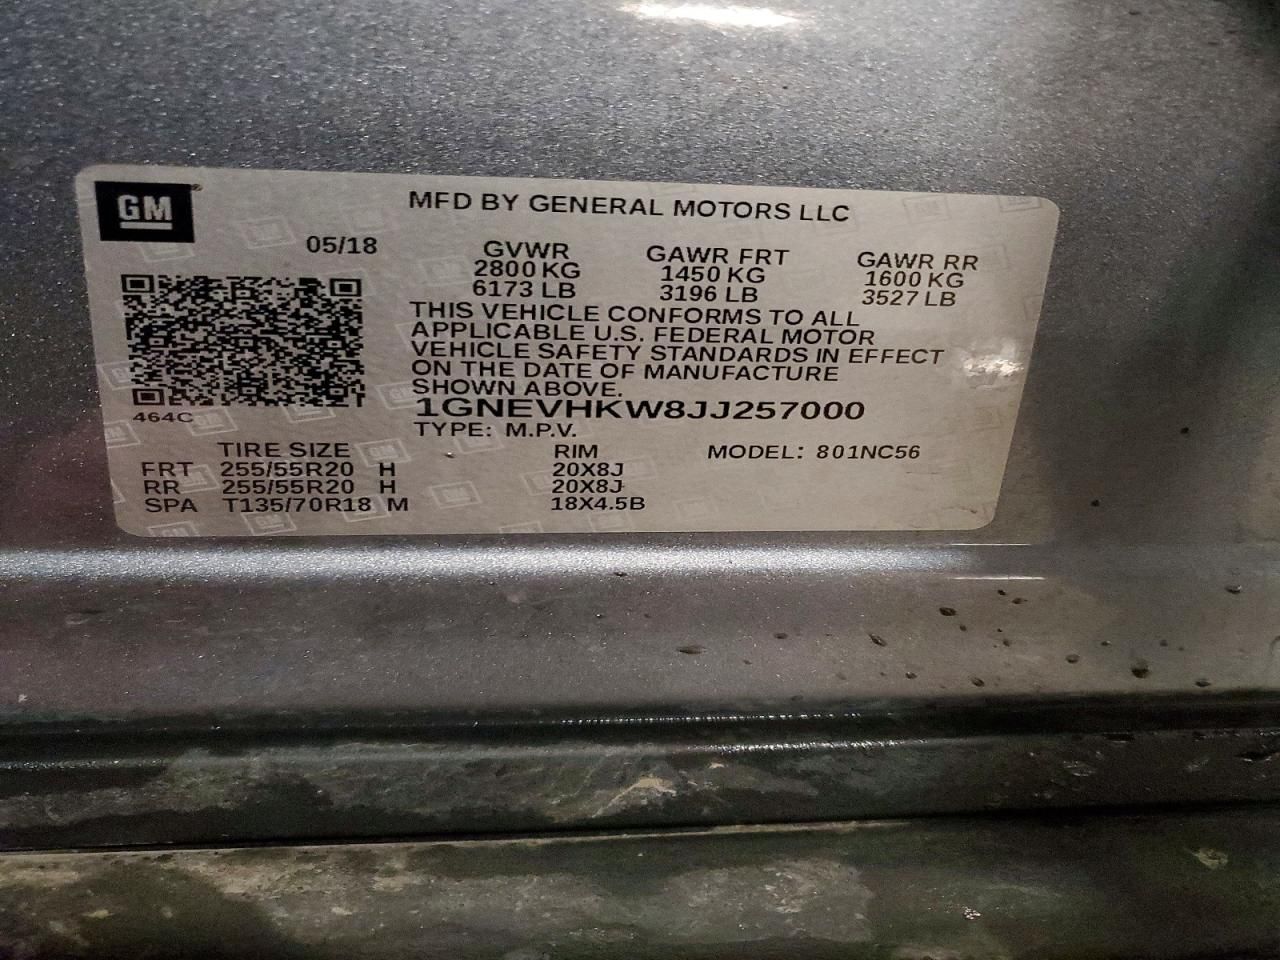 GM
MFD BY GENERAL MOTORS LLC
05/18 GVWR GAWR FRT GAWR RR
2800 KG 1450 KG 1600 KG
6173 LB 3196 LB 3527 LB
THIS VEHICLE CONFORMS TO ALL
APPLICABLE U.S. FEDERAL MOTOR
VEHICLE SAFETY STANDARDS IN EFFECT
ON THE DATE OF MANUFACTURE
SHOWN ABOVE.
464C 1GNEVHKW8JJ257000
TYPE: M.P.V.
TIRE SIZE RIM MODEL: 801NC56
FRT 255/55R20 H 20X8J
RR 255/55R20 H 20X8J
SPA T135/70R18 M 18X4.5B